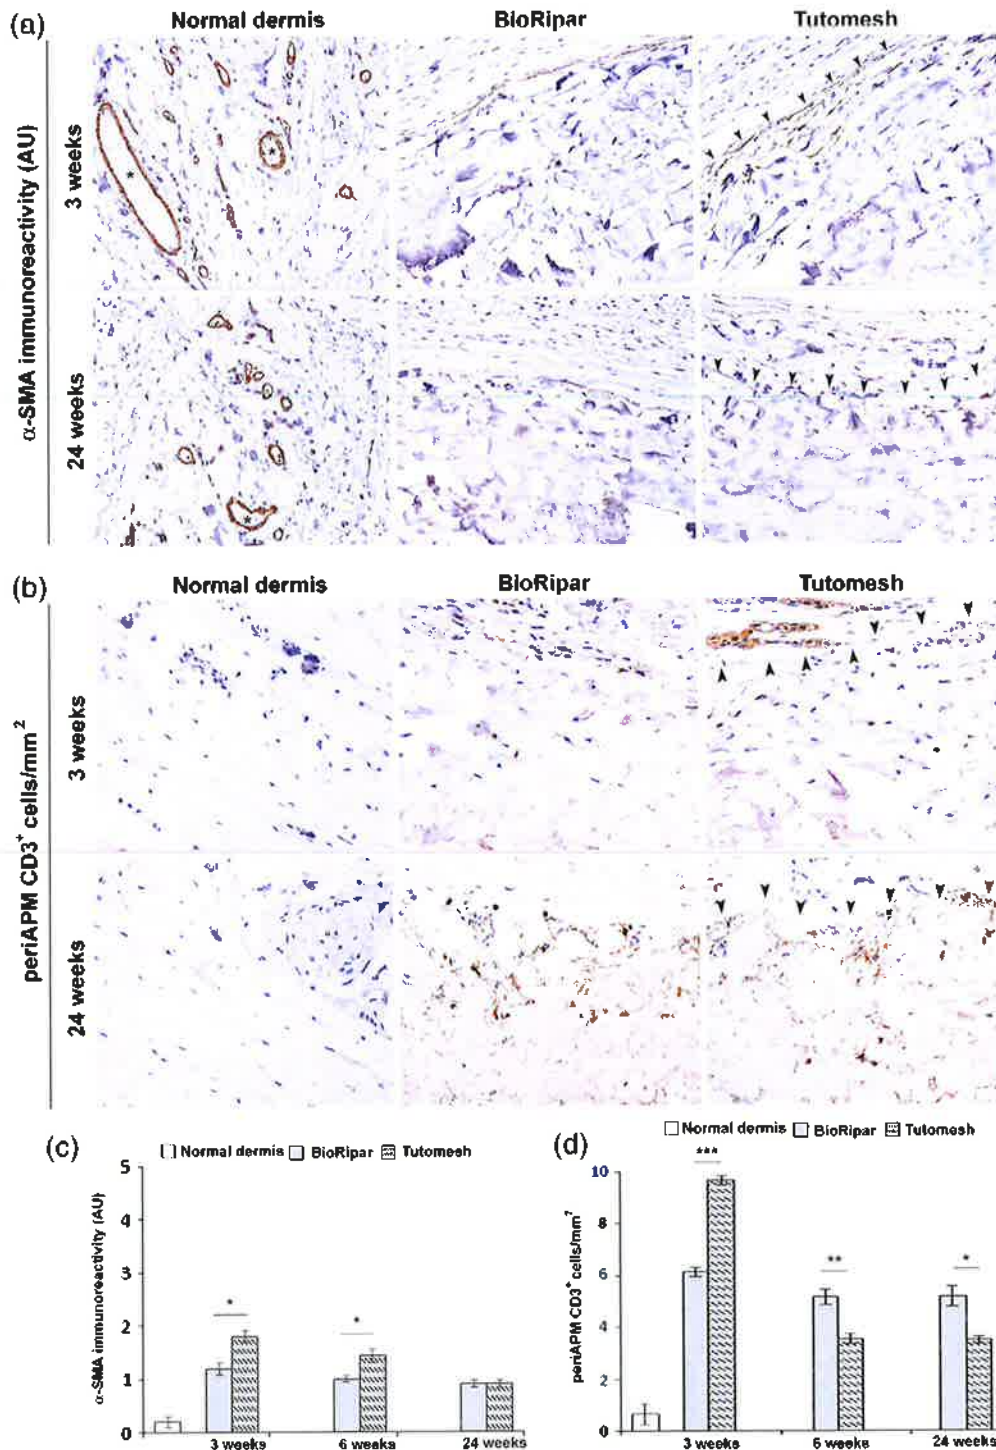 (a)
Normal dermis BioRipar Tutomesh
α-SMA immunoreactivity (AU)
3 weeks
24 weeks
(b)
Normal dermis BioRipar Tutomesh
periAPM CD3⁺ cells/mm²
3 weeks
24 weeks
(c)
Normal dermis BioRipar Tutomesh
α-SMA immunoreactivity (AU)
5
4
3
2
1
0
*
*
3 weeks 6 weeks 24 weeks
(d)
Normal dermis BioRipar Tutomesh
periAPM CD3⁺ cells/mm²
10
8
6
4
2
0
***
**
*
3 weeks 6 weeks 24 weeks